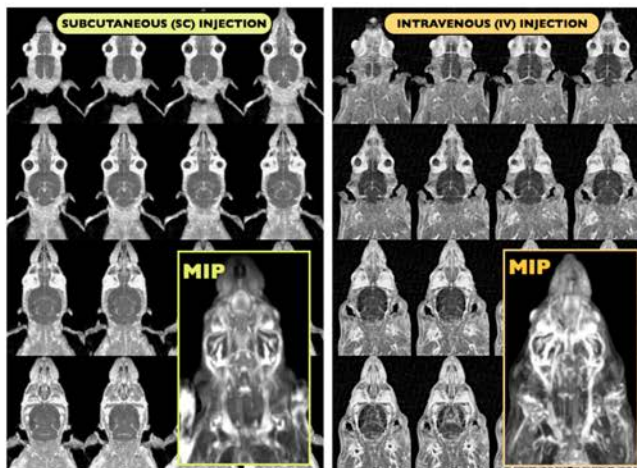 SUBCUTANEOUS (SC) INJECTION
INTRAVENOUS (IV) INJECTION
MIP
MIP